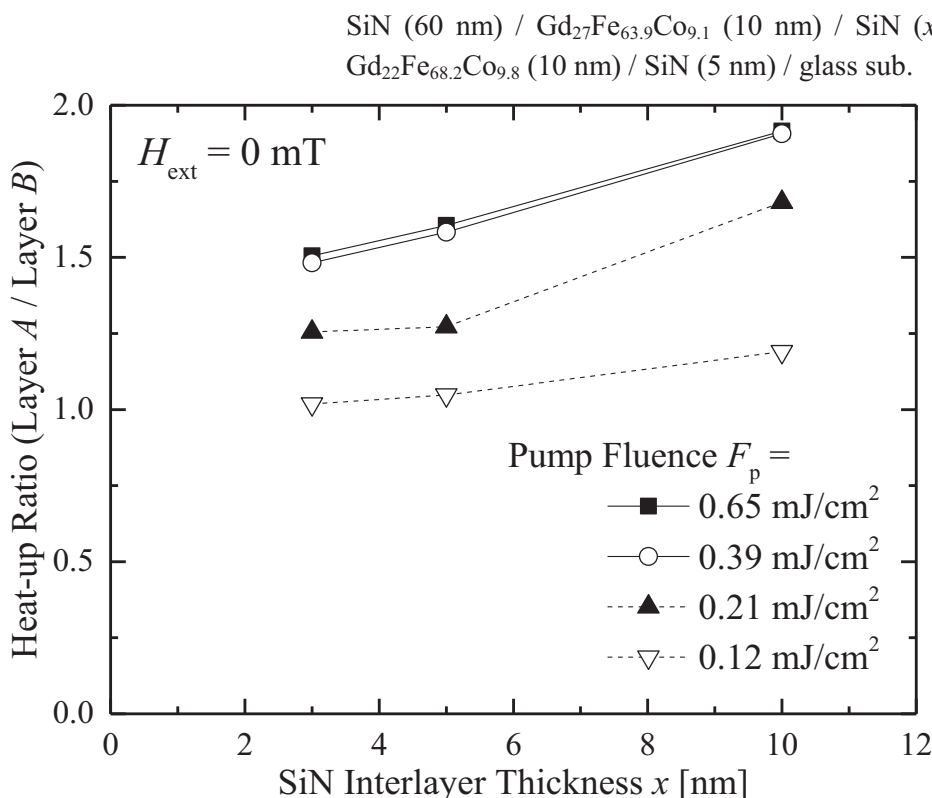 SiN (60 nm) / Gd₂₇Fe₆₃.₉Co₉.₁ (10 nm) / SiN (x
Gd₂₂Fe₆₈.₂Co₉.₈ (10 nm) / SiN (5 nm) / glass sub.
2.0
1.5
1.0
0.5
0.0
Heat-up Ratio (Layer A / Layer B)
H_ext = 0 mT
Pump Fluence F_p =
0.65 mJ/cm²
0.39 mJ/cm²
0.21 mJ/cm²
0.12 mJ/cm²
0 2 4 6 8 10 12
SiN Interlayer Thickness x [nm]